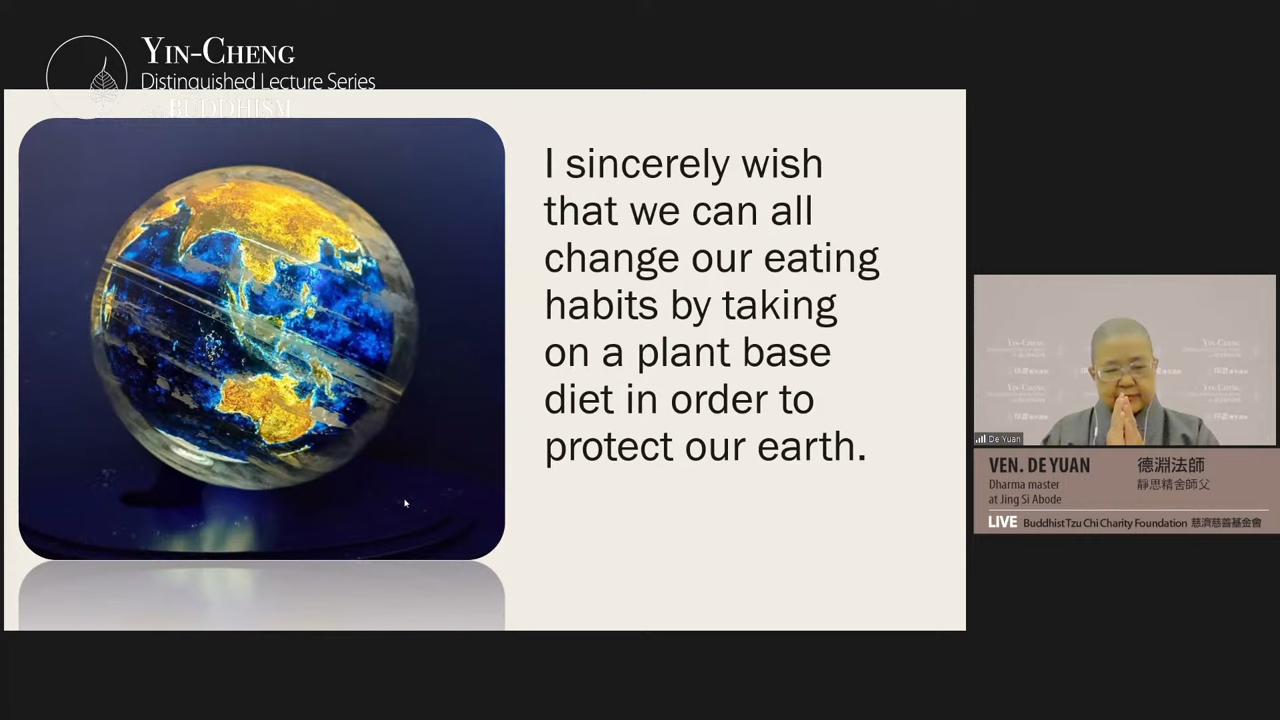 YIN-CHENG
Distinguished Lecture Series
BUDDHISM
I sincerely wish
that we can all
change our eating
habits by taking
on a plant base
diet in order to
protect our earth.
De Yuan
VEN. DE YUAN
德淵法師
Dharma master
at Jing Si Abode
靜思精舍師父
LIVE Buddhist Tzu Chi Charity Foundation 慈濟慈善基金會